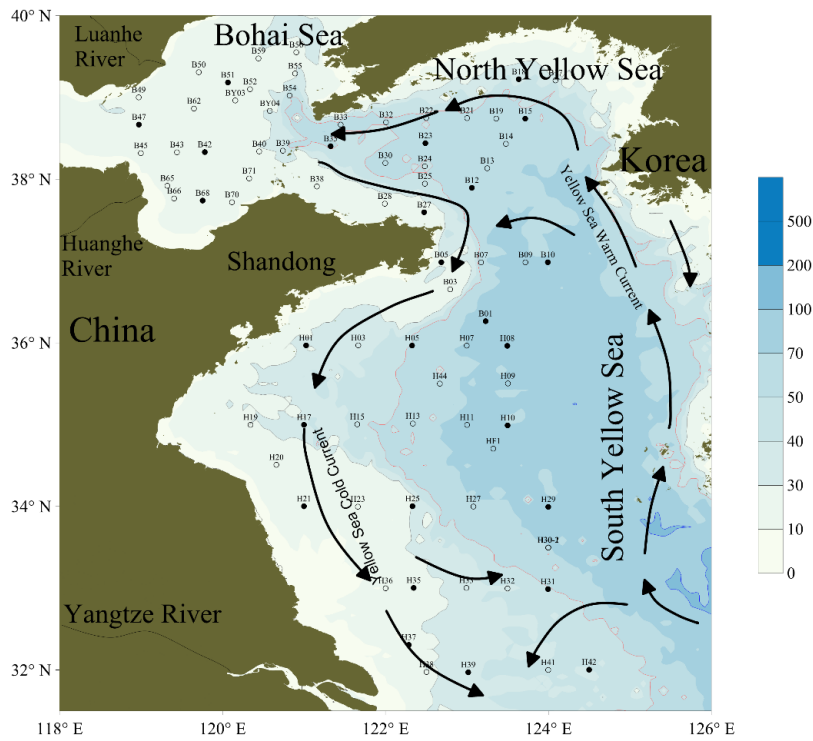 40° N
38° N
36° N
34° N
32° N
118° E
120° E
122° E
124° E
126° E
Luanhe
River
Bohai Sea
North Yellow Sea
Korea
Huanghe
River
Shandong
China
Yangtze River
South Yellow Sea
Yellow Sea Warm Current
Yellow Sea Cold Current
500
200
100
70
50
40
30
10
0
B59
B50
B51
B52
B55
B54
B49
BY03
BY04
B62
B47
B45
B43
B42
B40
B39
B33
B32
B22
B21
B19
B15
B18
B23
B14
B30
B24
B13
B25
B12
B65
B66
B68
B70
B71
B38
B28
B27
B05
B07
B09
B10
B03
B01
H01
H03
H05
H07
H08
H44
H09
H19
H17
H15
H13
H11
H10
HF1
H20
H21
H23
H25
H27
H29
H30-2
H36
H35
H33
H32
H31
H37
H38
H39
H41
H42